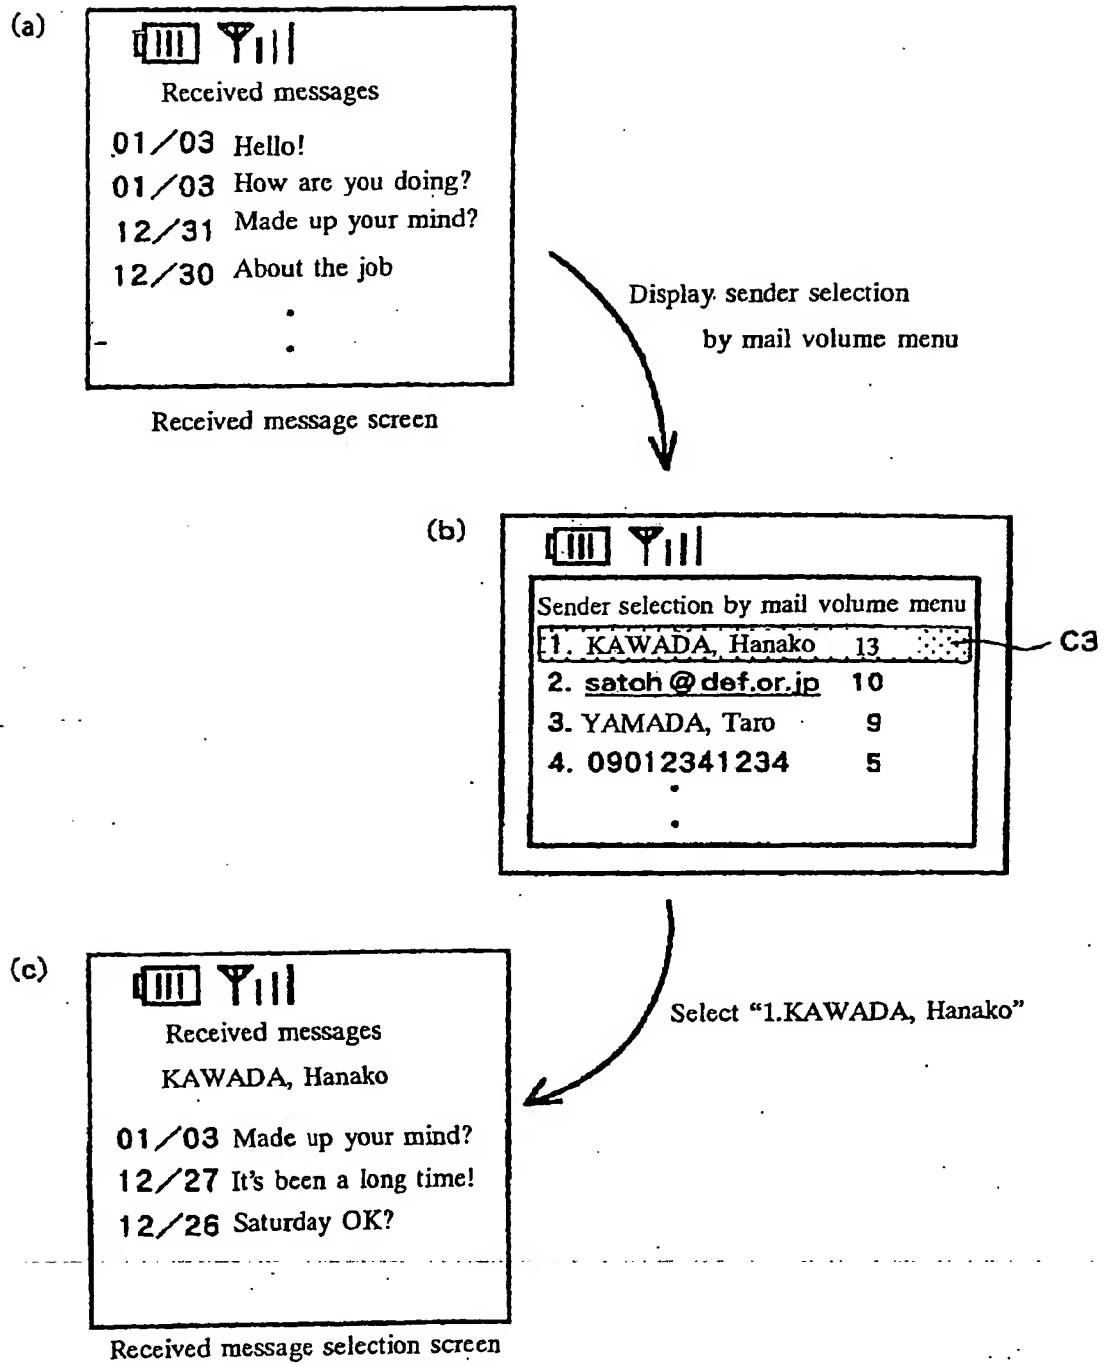 (a)
Received messages
01/03 Hello!
01/03 How are you doing?
12/31 Made up your mind?
12/30 About the job
Received message screen
Display sender selection
by mail volume menu
(b)
Sender selection by mail volume menu
1. KAWADA, Hanako 13
C3
2. satoh@def.or.jp 10
3. YAMADA, Taro 9
4. 09012341234 5
Select “1.KAWADA, Hanako”
(c)
Received messages
KAWADA, Hanako
01/03 Made up your mind?
12/27 It's been a long time!
12/26 Saturday OK?
Received message selection screen